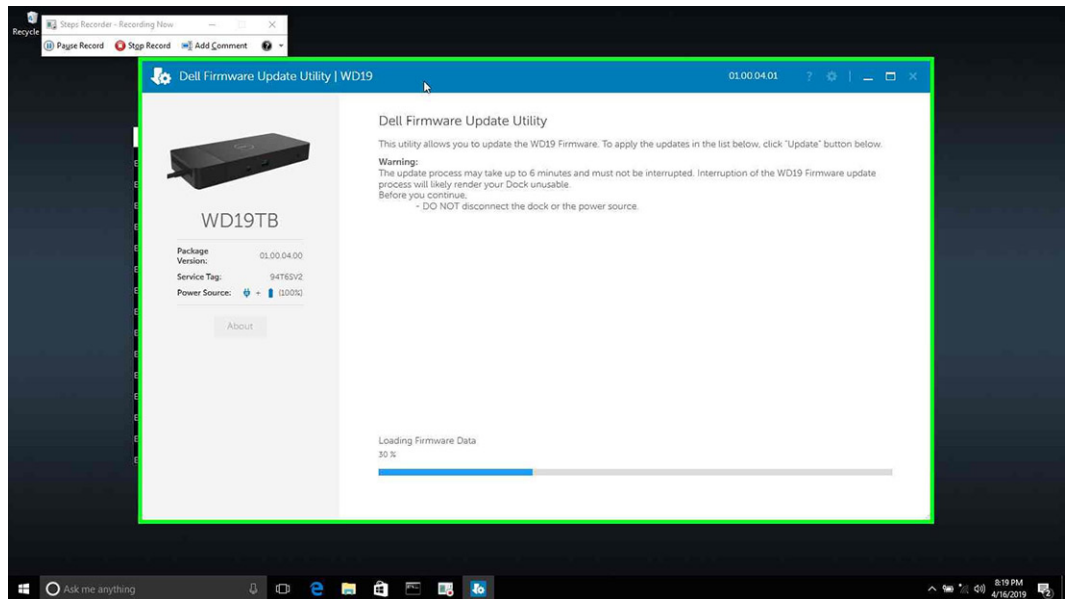 Recycle
Steps Recorder - Recording Now
Pause Record Stop Record Add Comment
Dell Firmware Update Utility | WD19 01.00.04.01 ?
Dell Firmware Update Utility
This utility allows you to update the WD19 Firmware. To apply the updates in the list below, click "Update" button below.
Warning:
The update process may take up to 6 minutes and must not be interrupted. Interruption of the WD19 Firmware update
process will likely render your Dock unusable.
Before you continue,
- DO NOT disconnect the dock or the power source.
WD19TB
Package
Version: 01.00.04.00
Service Tag: 94T6SV2
Power Source: + (100%)
About
Loading Firmware Data
30 %
Ask me anything
8:19 PM
4/16/2019